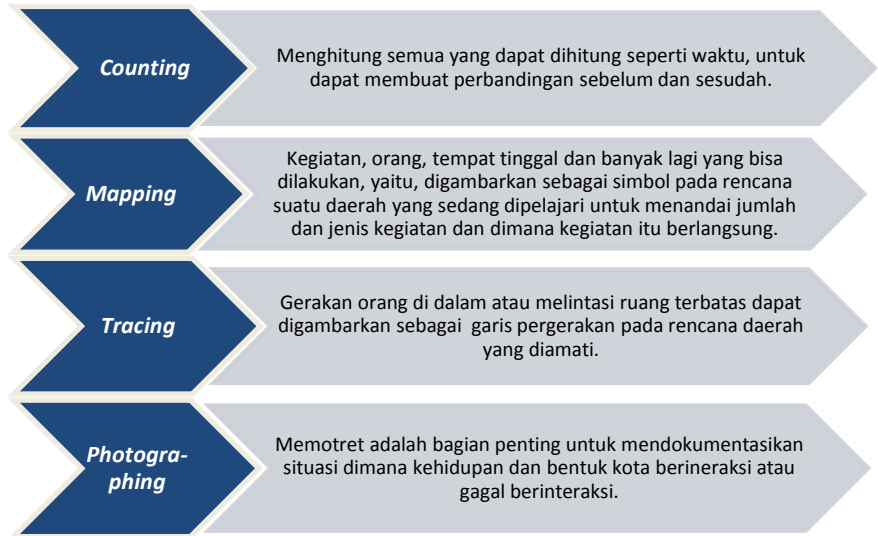 Counting
Menghitung semua yang dapat dihitung seperti waktu, untuk
dapat membuat perbandingan sebelum dan sesudah.
Mapping
Kegiatan, orang, tempat tinggal dan banyak lagi yang bisa
dilakukan, yaitu, digambarkan sebagai simbol pada rencana
suatu daerah yang sedang dipelajari untuk menandai jumlah
dan jenis kegiatan dan dimana kegiatan itu berlangsung.
Tracing
Gerakan orang di dalam atau melintasi ruang terbatas dapat
digambarkan sebagai garis pergerakan pada rencana daerah
yang diamati.
Photogra-
phing
Memotret adalah bagian penting untuk mendokumentasikan
situasi dimana kehidupan dan bentuk kota berineraksi atau
gagal berinteraksi.